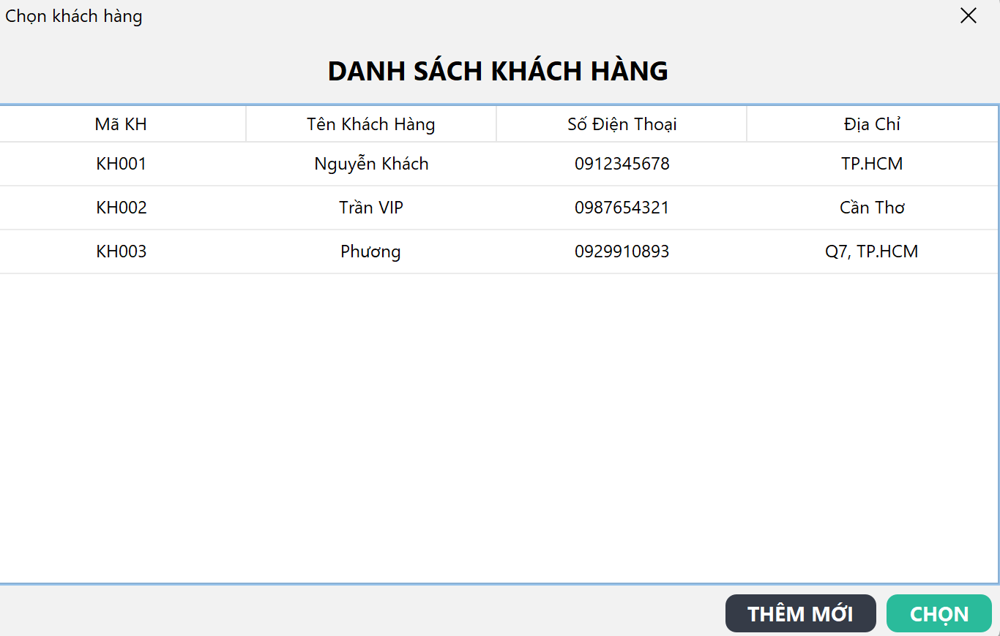 Chọn khách hàng
DANH SÁCH KHÁCH HÀNG
Mã KH Tên Khách Hàng Số Điện Thoại Địa Chỉ
KH001 Nguyễn Khách 0912345678 TP.HCM
KH002 Trần VIP 0987654321 Cần Thơ
KH003 Phương 0929910893 Q7, TP.HCM
THÊM MỚI CHỌN